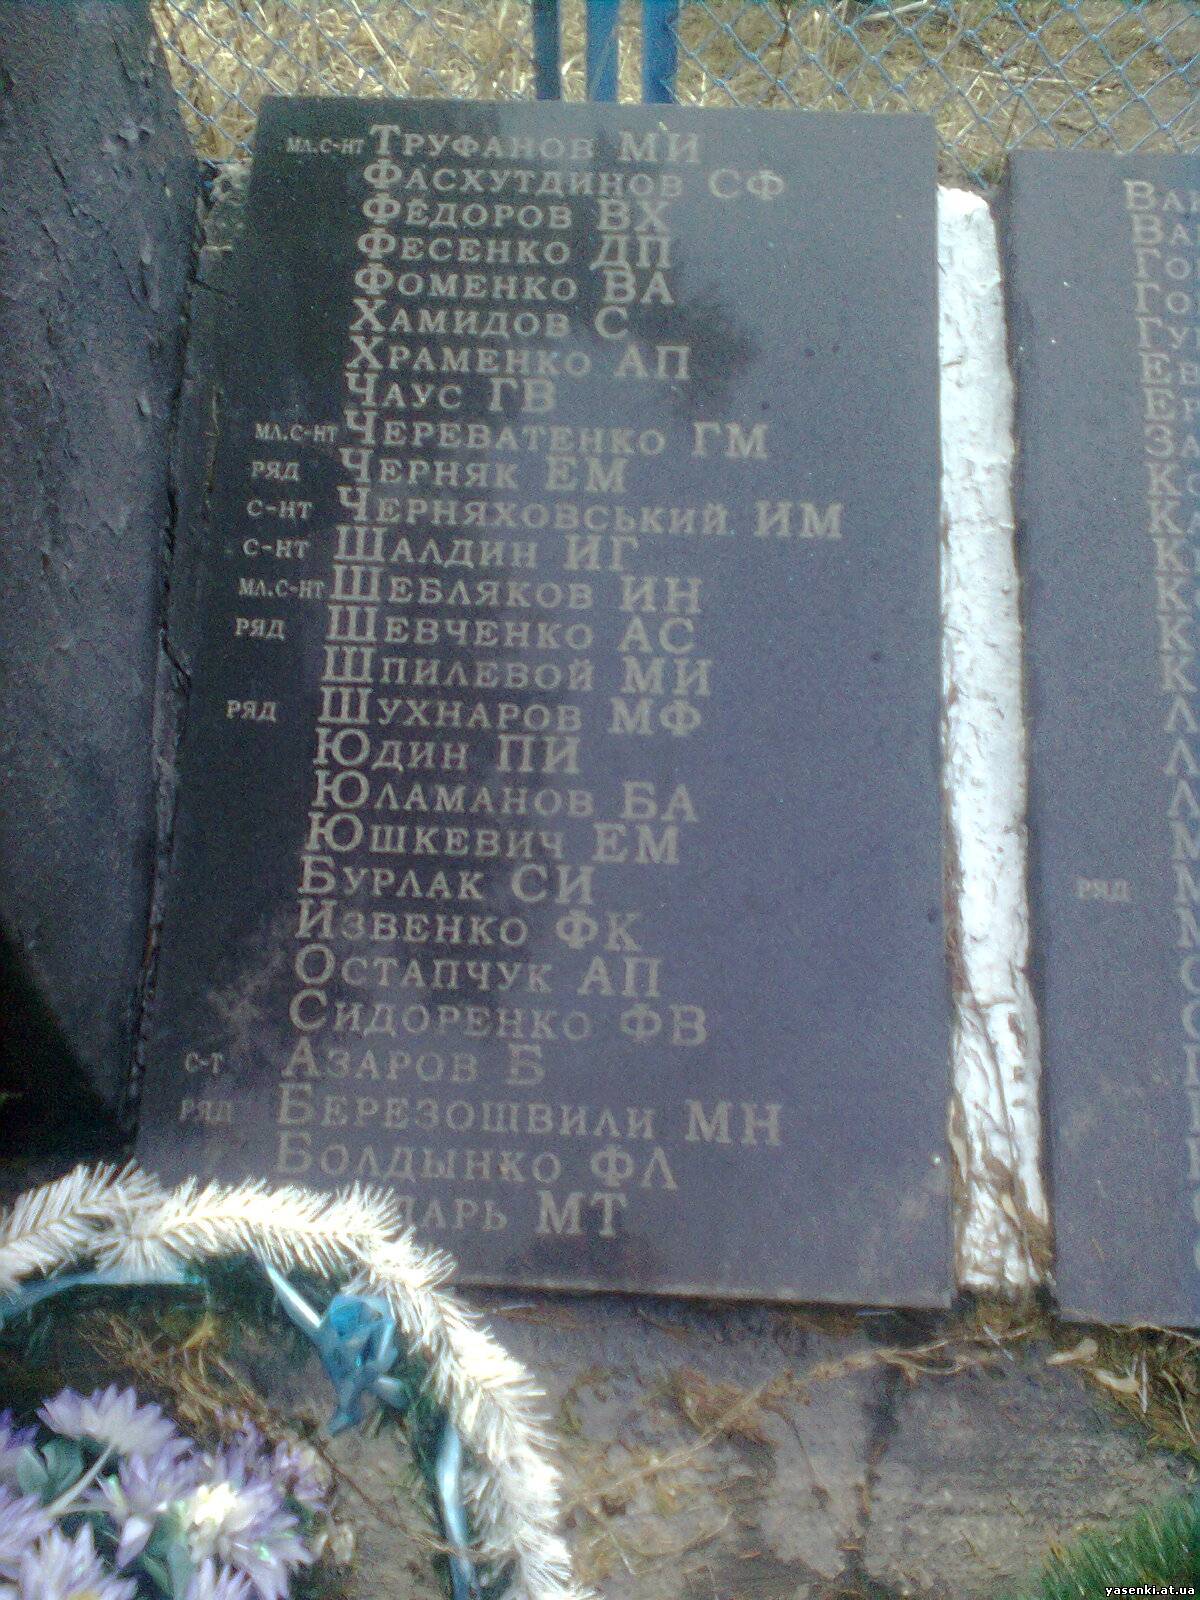 МЛ.С-НТ ТРУФАНОВ МИ
ФАСХУТДИНОВ СФ
ФЁДОРОВ ВХ
ФЕСЕНКО ДП
ФОМЕНКО ВА
ХАМИДОВ С
ХРАМЕНКО АП
ЧАУС ГВ
МЛ.С-НТ ЧЕРЕВАТЕНКО ГМ
РЯД ЧЕРНЯК ЕМ
С-НТ ЧЕРНЯХОВСЬКИЙ ИМ
С-НТ ШАЛДИН ИГ
МЛ.С-НТ ШЕБЛЯКОВ ИН
РЯД ШЕВЧЕНКО АС
ШПИЛЕВОЙ МИ
РЯД ШУХНАРОВ МФ
ЮДИН ПИ
ЮЛАМАНОВ БА
ЮШКЕВИЧ ЕМ
БУРЛАК СИ
ИЗВЕНКО ФК
ОСТАПЧУК АП
СИДОРЕНКО ФВ
С-Т АЗАРОВ Б
РЯД БЕРЕЗОШВИЛИ МН
БОЛДЫНКО ФЛ
МТ
РЯД
yasenki.at.ua